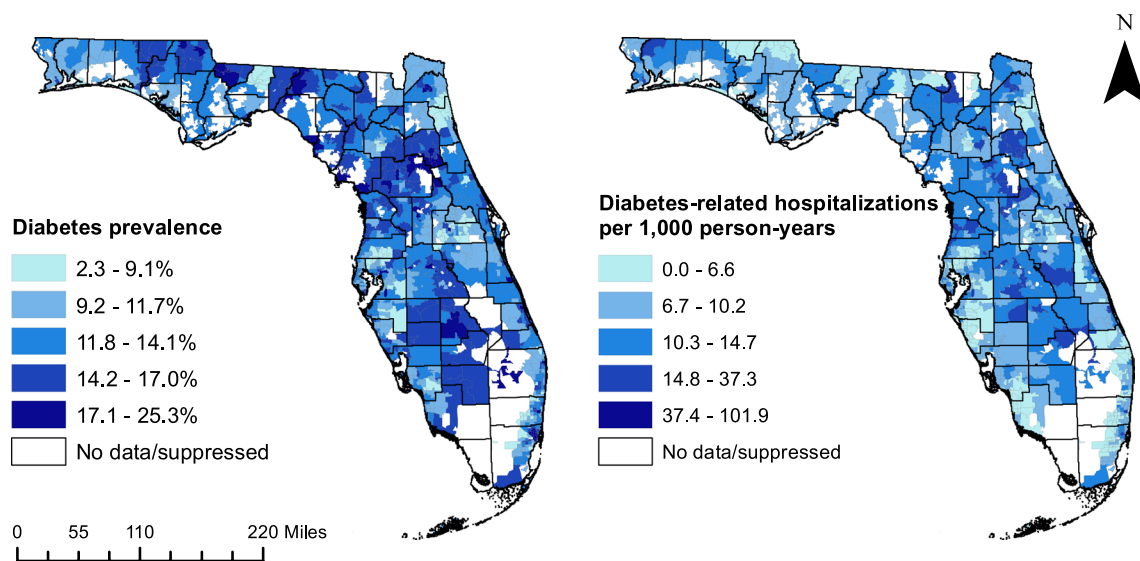 N
Diabetes prevalence
2.3 - 9.1%
9.2 - 11.7%
11.8 - 14.1%
14.2 - 17.0%
17.1 - 25.3%
No data/suppressed
0 55 110 220 Miles
Diabetes-related hospitalizations
per 1,000 person-years
0.0 - 6.6
6.7 - 10.2
10.3 - 14.7
14.8 - 37.3
37.4 - 101.9
No data/suppressed